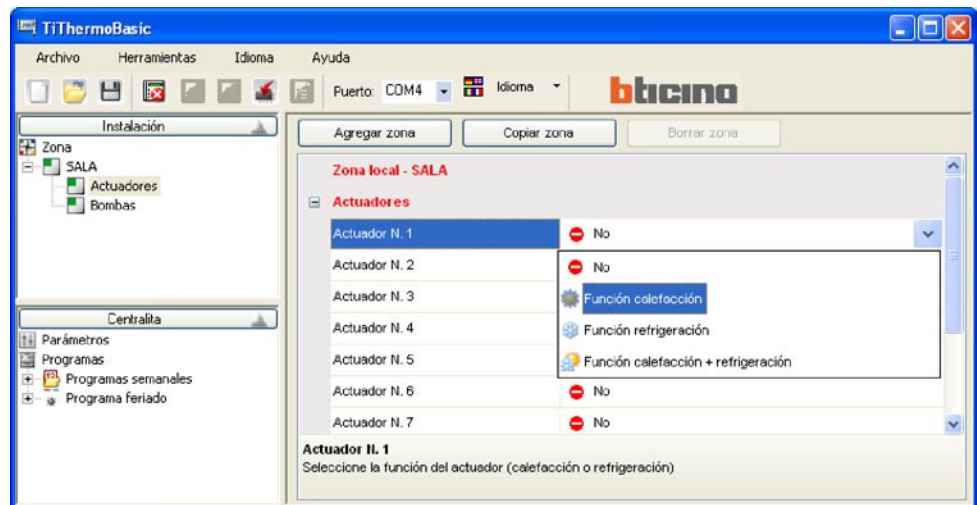 TiThermoBasic
Archivo Herramientas Idioma Ayuda
Puerto: COM4 Idioma bticino
Instalación
Zona
SALA
Actuadores
Bombas
Centralita
Parámetros
Programas
Programas semanales
Programa feriado
Agregar zona Copiar zona Borrar zona
Zona local - SALA
Actuadores
Actuador N. 1 No
Actuador N. 2 No
Actuador N. 3 Función calefacción
Actuador N. 4 Función refrigeración
Actuador N. 5 Función calefacción + refrigeración
Actuador N. 6 No
Actuador N. 7 No
Actuador N. 1
Seleccione la función del actuador (calefacción o refrigeración)